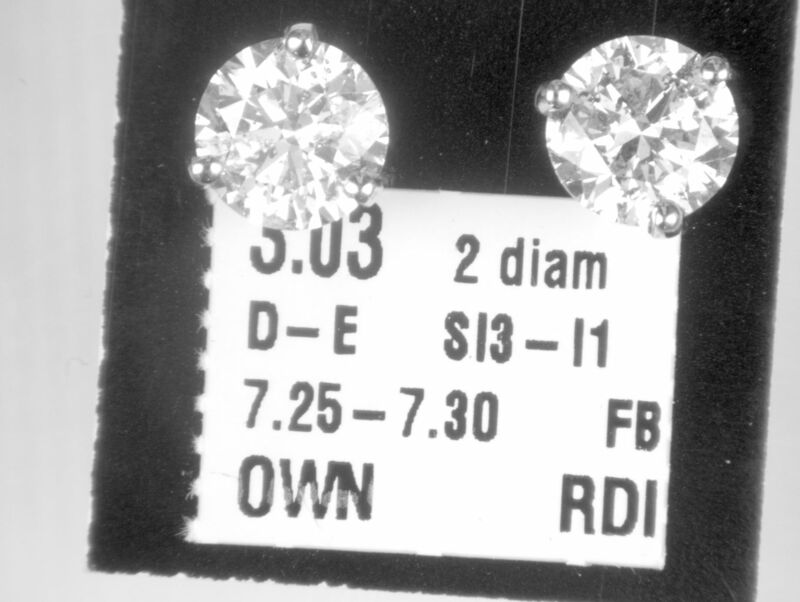 3.03 2 diam
D-E SI3-I1
7.25-7.30 FB
OWN RDI